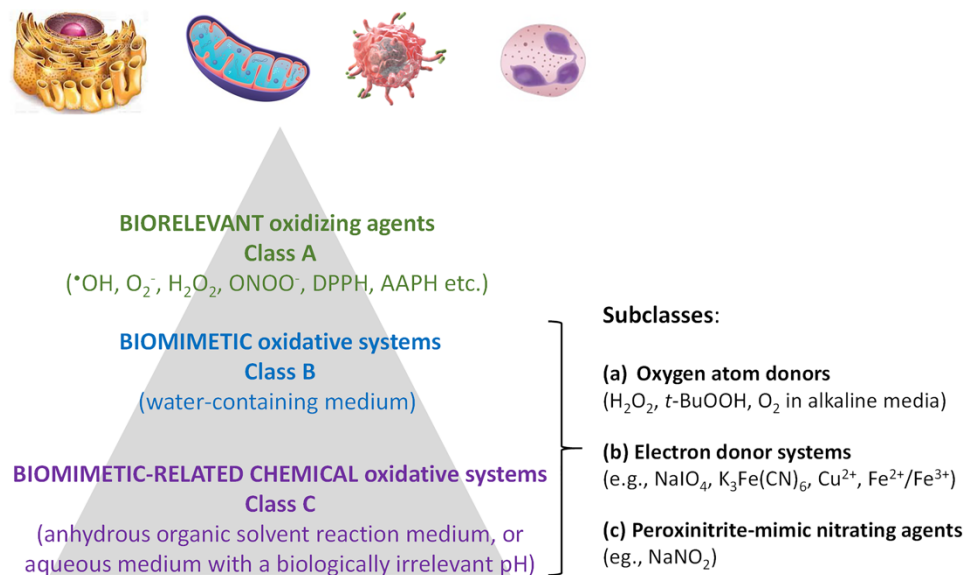 BIORELEVANT oxidizing agents
Class A
(•OH, O₂⁻, H₂O₂, ONOO⁻, DPPH, AAPH etc.)
BIOMIMETIC oxidative systems
Class B
(water-containing medium)
BIOMIMETIC-RELATED CHEMICAL oxidative systems
Class C
(anhydrous organic solvent reaction medium, or
aqueous medium with a biologically irrelevant pH)
Subclasses:
(a) Oxygen atom donors
(H₂O₂, t-BuOOH, O₂ in alkaline media)
(b) Electron donor systems
(e.g., NaIO₄, K₃Fe(CN)₆, Cu²⁺, Fe²⁺/Fe³⁺)
(c) Peroxinitrite-mimic nitrating agents
(eg., NaNO₂)